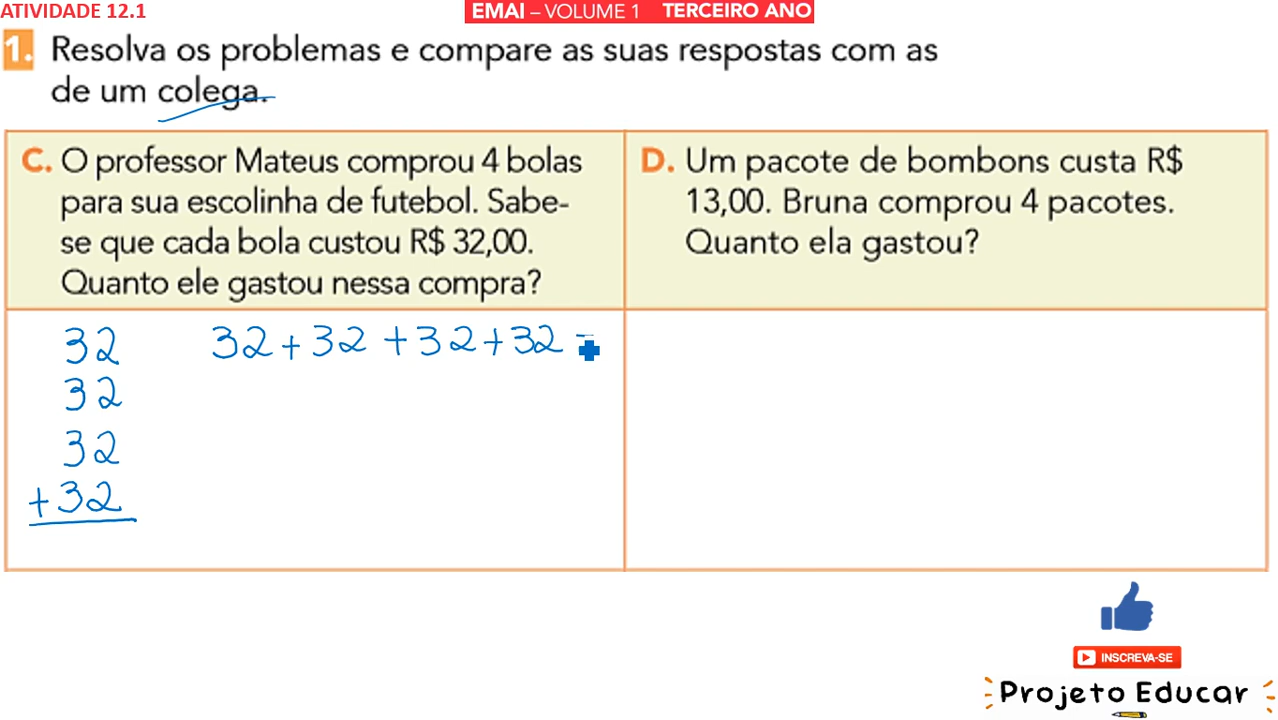 ATIVIDADE 12.1
EMAI – VOLUME 1 TERCEIRO ANO
1. Resolva os problemas e compare as suas respostas com as
de um colega.
C. O professor Mateus comprou 4 bolas
para sua escolinha de futebol. Sabe-
se que cada bola custou R$ 32,00.
Quanto ele gastou nessa compra?
D. Um pacote de bombons custa R$
13,00. Bruna comprou 4 pacotes.
Quanto ela gastou?
32
32
32
+32
32+32+32+32 =
INSCREVA-SE
Projeto Educar